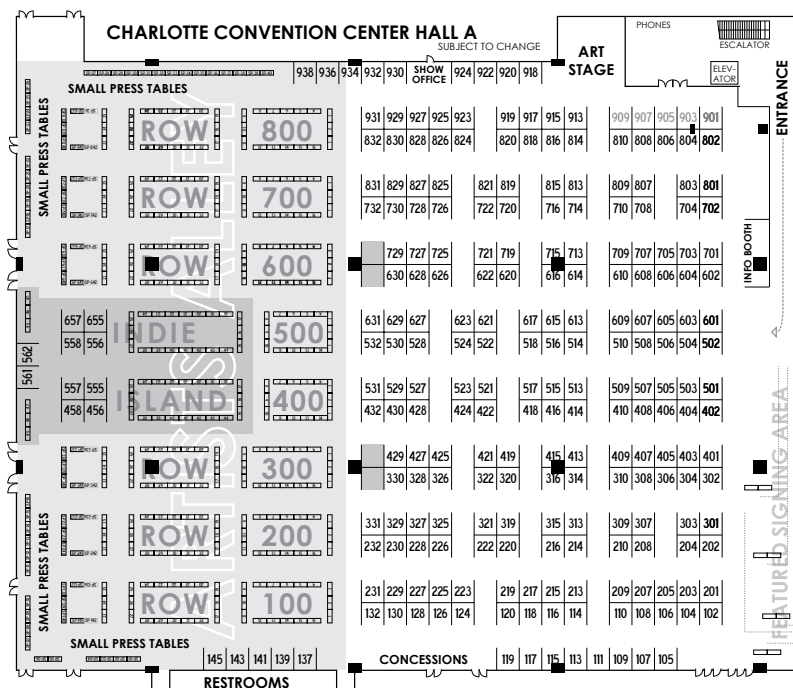 CHARLOTTE CONVENTION CENTER HALL A
SUBJECT TO CHANGE
PHONES
ESCALATOR
ELEV-
ATOR
ART
STAGE
ENTRANCE
938 936 934 932 930
SHOW
OFFICE
924 922 920 918
SMALL PRESS TABLES
SMALL PRESS TABLES
ARTISTS ALLEY
ROW 800
931 929 927 925 923 919 917 915 913 909 907 905 903 901
832 830 828 826 824 820 818 816 814 810 808 806 804 802
ROW 700
831 829 827 825 821 819 815 813 809 807 803 801
732 730 728 726 722 720 716 714 710 708 704 702
ROW 600
729 727 725 721 719 715 713 709 707 705 703 701
630 628 626 622 620 616 614 610 608 606 604 602
INFO BOOTH
657 655
558 556
INDIE 500
631 629 627 623 621 617 615 613 609 607 605 603 601
532 530 528 524 522 518 516 514 510 508 506 504 502
561 562
557 555
458 456
ISLAND 400
531 529 527 523 521 517 515 513 509 507 505 503 501
432 430 428 424 422 418 416 414 410 408 406 404 402
ROW 300
429 427 425 421 419 415 413 409 407 405 403 401
330 328 326 322 320 316 314 310 308 306 304 302
FEATURED SIGNING AREA
ROW 200
331 329 327 325 321 319 315 313 309 307 303 301
232 230 228 226 222 220 216 214 210 208 204 202
SMALL PRESS TABLES
ROW 100
231 229 227 225 223 219 217 215 213 209 207 205 203 201
132 130 128 126 124 120 118 116 114 110 108 106 104 102
SMALL PRESS TABLES
145 143 141 139 137
CONCESSIONS
119 117 115 113 111 109 107 105
RESTROOMS